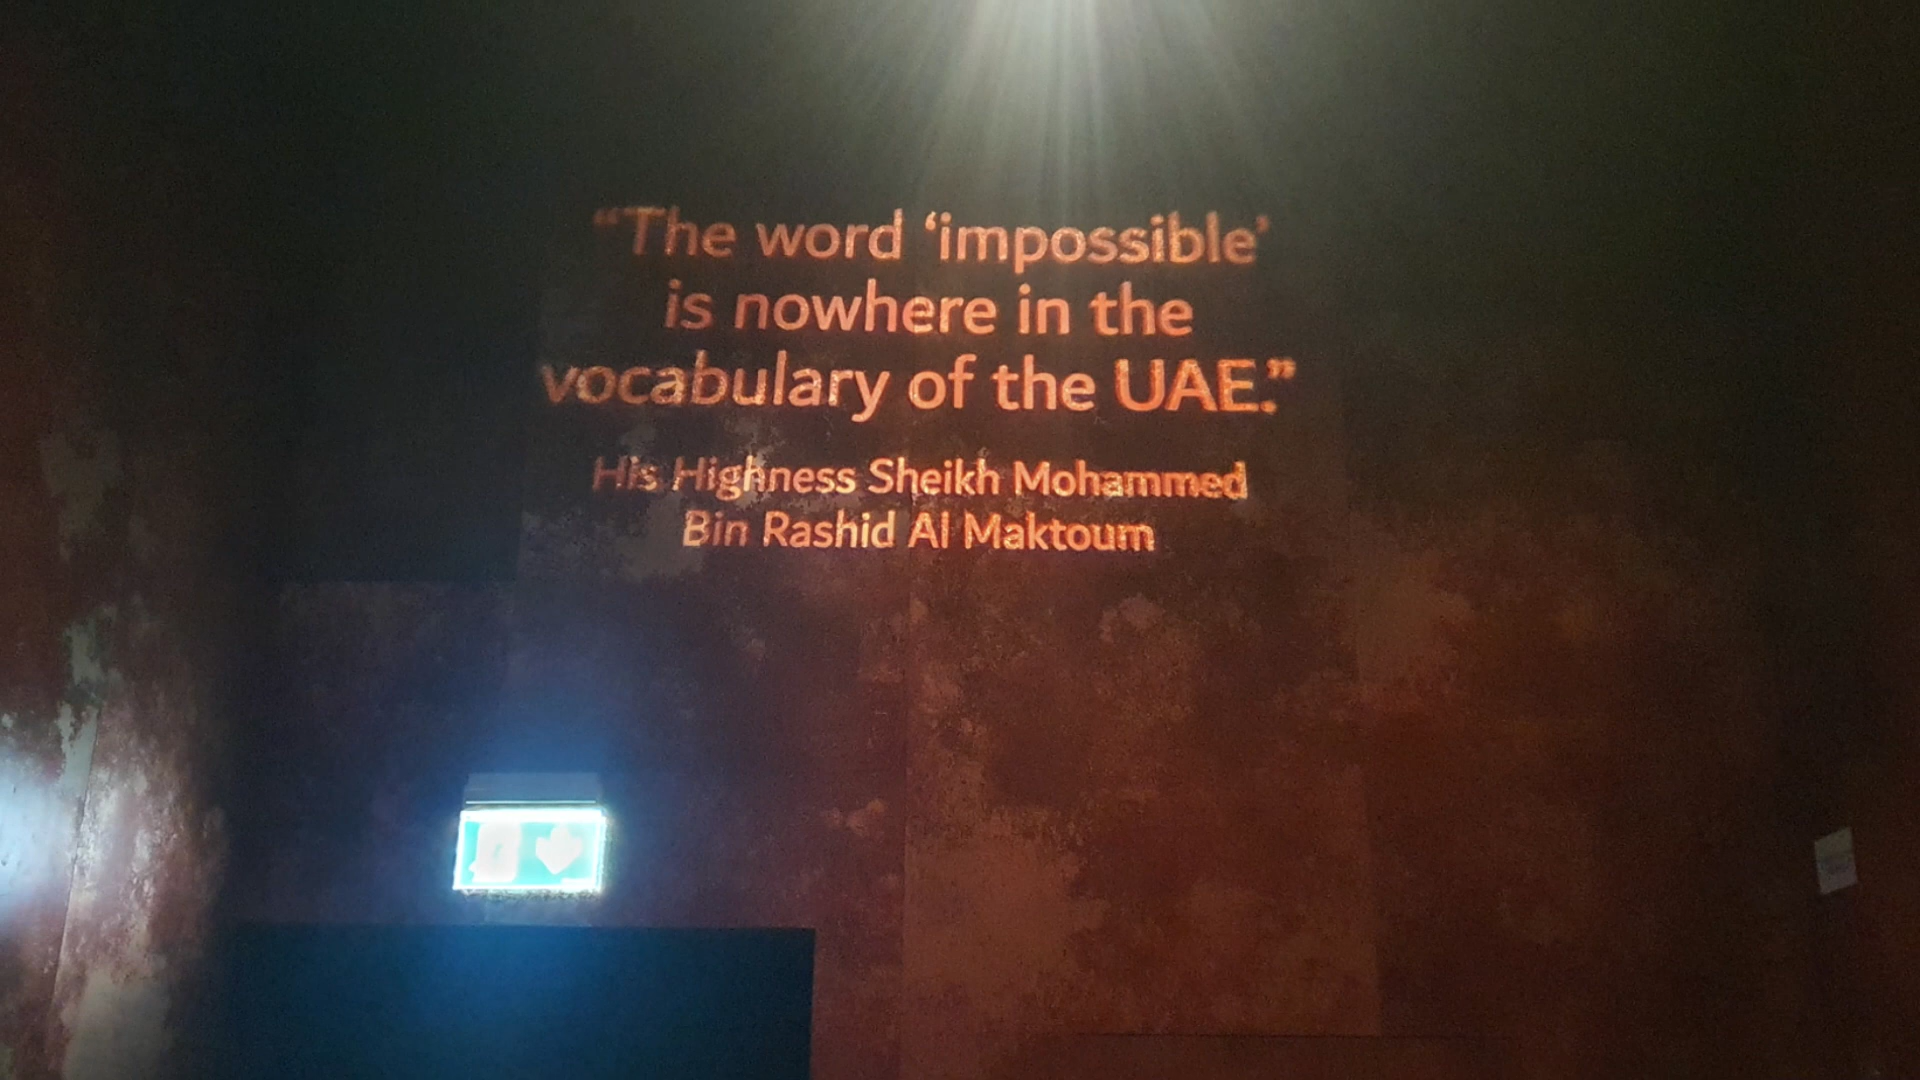 “The word ‘impossible’
is nowhere in the
vocabulary of the UAE.”
His Highness Sheikh Mohammed
Bin Rashid Al Maktoum